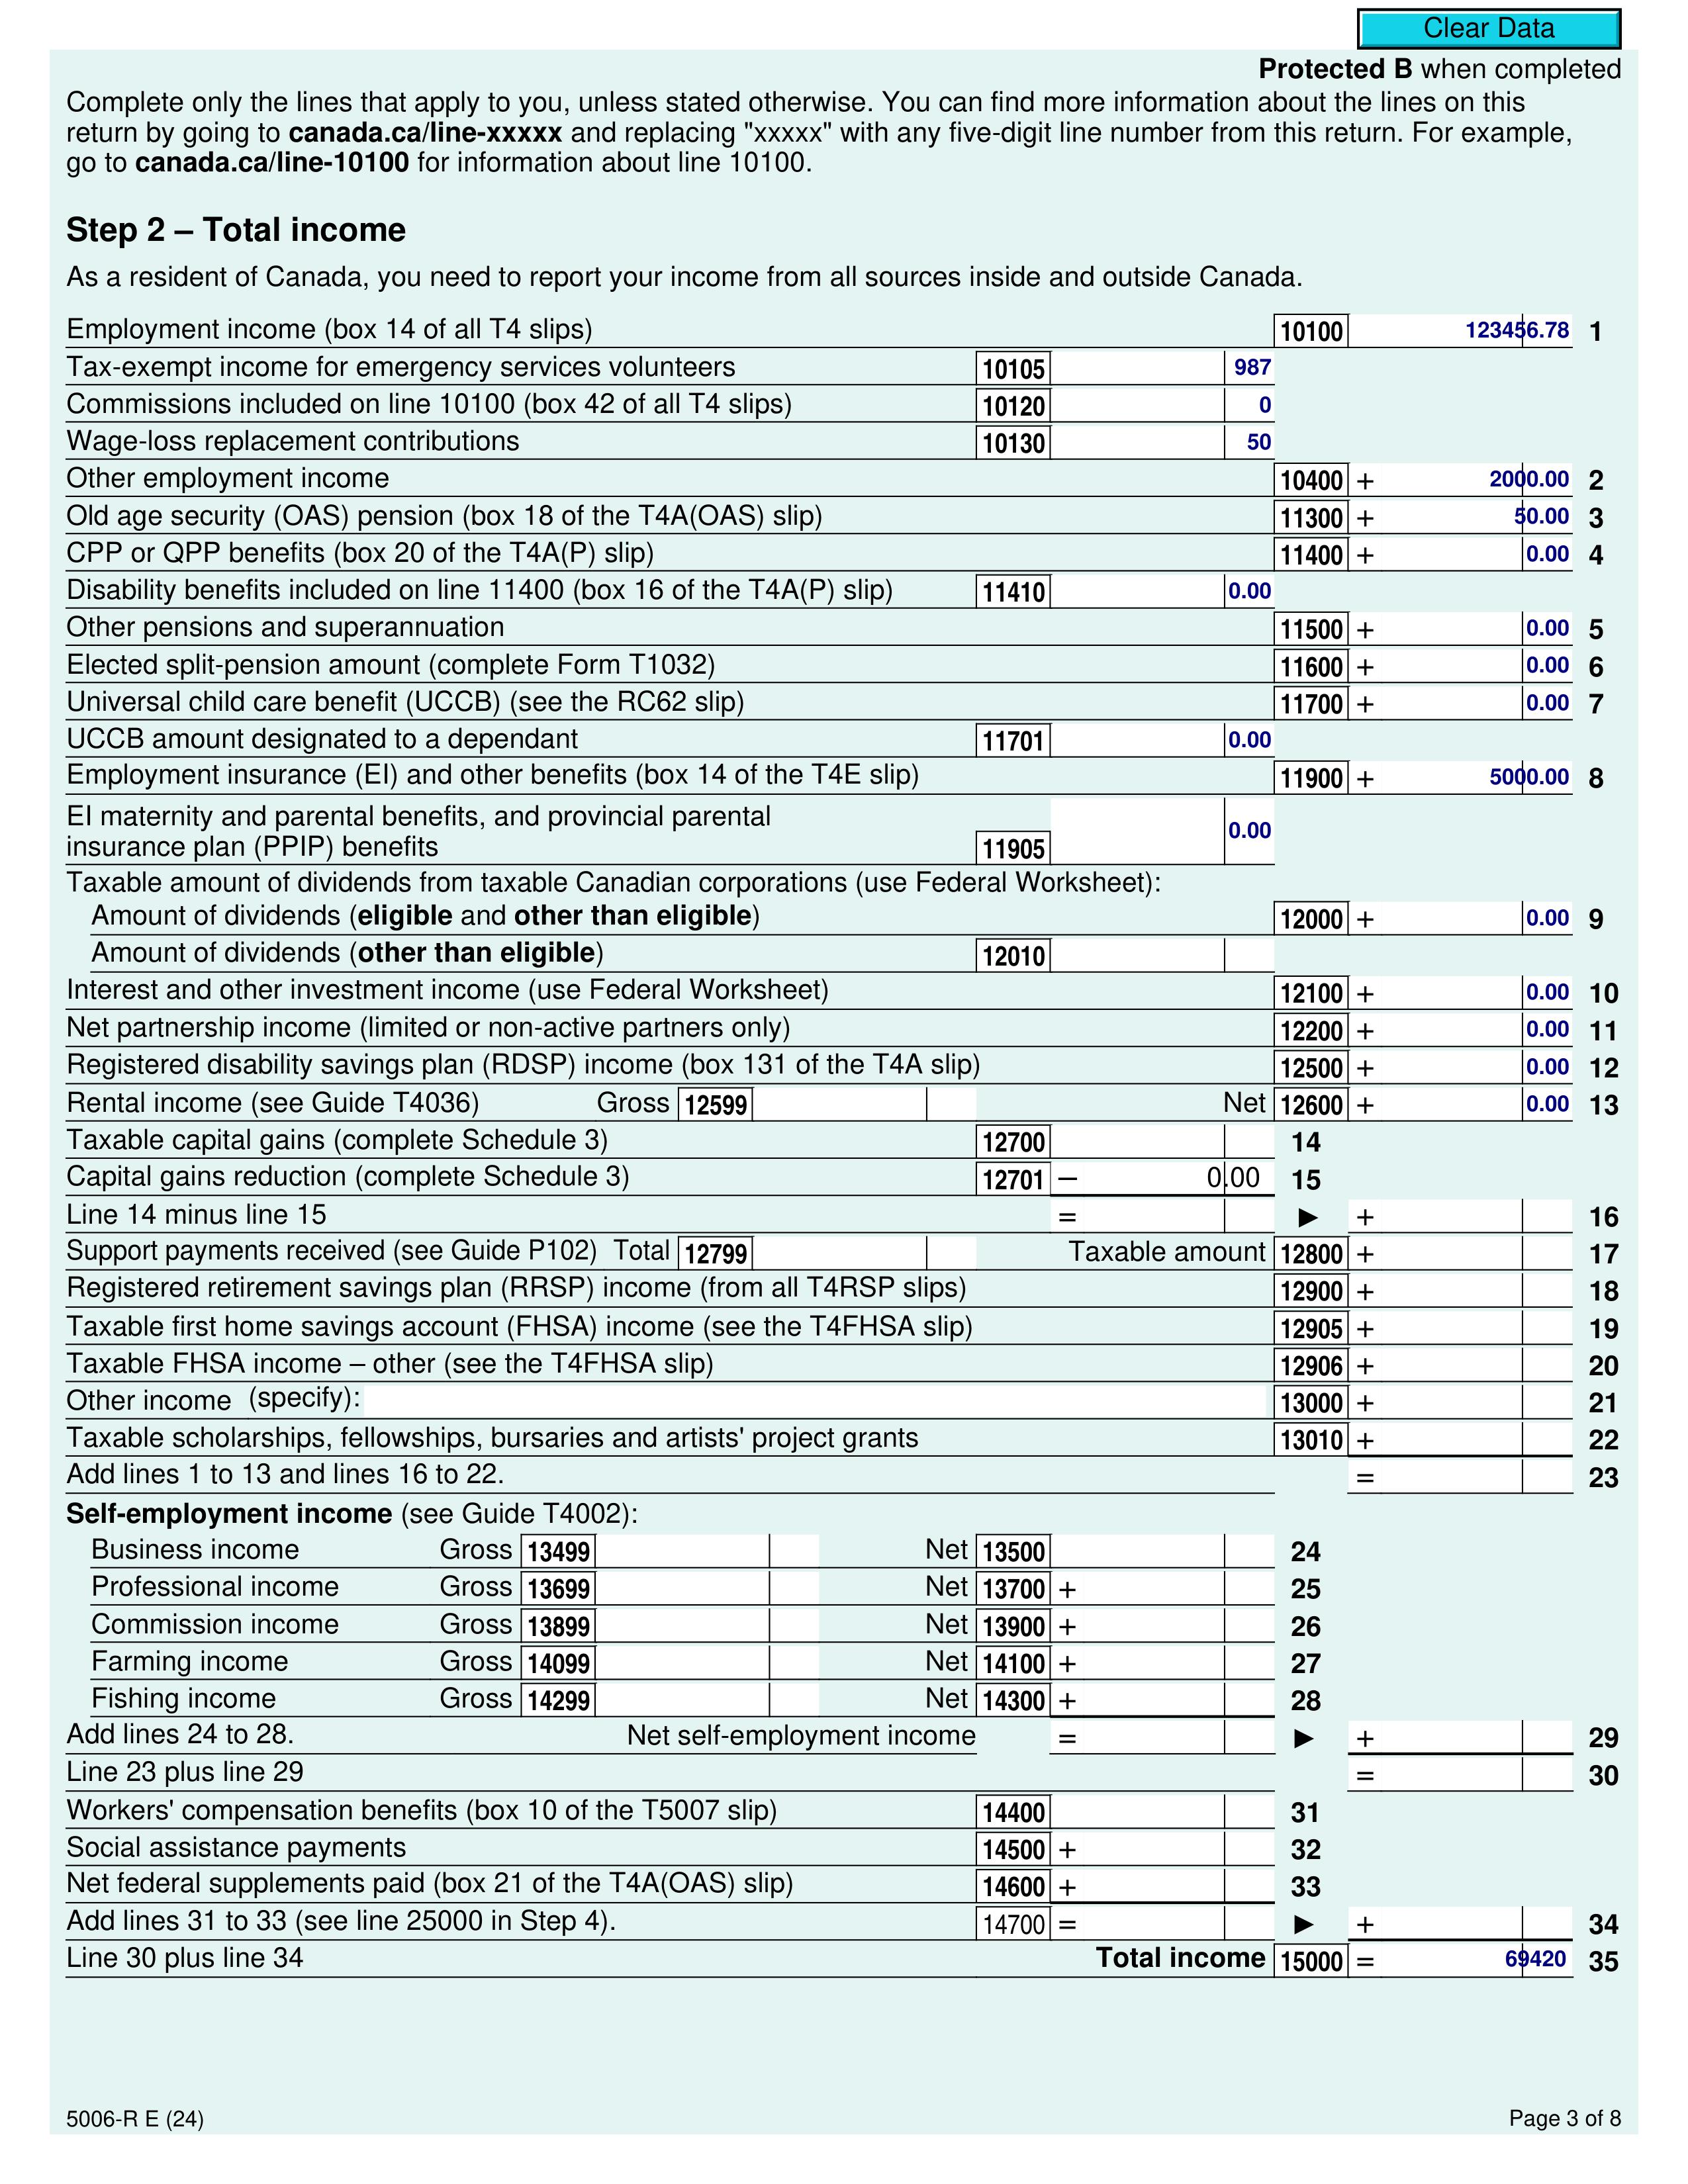 Clear Data
Protected B when completed
Complete only the lines that apply to you, unless stated otherwise. You can find more information about the lines on this
return by going to canada.ca/line-xxxxx and replacing "xxxxx" with any five-digit line number from this return. For example,
go to canada.ca/line-10100 for information about line 10100.
Step 2 – Total income
As a resident of Canada, you need to report your income from all sources inside and outside Canada.
Employment income (box 14 of all T4 slips) 10100 123456.78 1
Tax-exempt income for emergency services volunteers 10105 987
Commissions included on line 10100 (box 42 of all T4 slips) 10120 0
Wage-loss replacement contributions 10130 50
Other employment income 10400 + 2000.00 2
Old age security (OAS) pension (box 18 of the T4A(OAS) slip) 11300 + 50.00 3
CPP or QPP benefits (box 20 of the T4A(P) slip) 11400 + 0.00 4
Disability benefits included on line 11400 (box 16 of the T4A(P) slip) 11410 0.00
Other pensions and superannuation 11500 + 0.00 5
Elected split-pension amount (complete Form T1032) 11600 + 0.00 6
Universal child care benefit (UCCB) (see the RC62 slip) 11700 + 0.00 7
UCCB amount designated to a dependant 11701 0.00
Employment insurance (EI) and other benefits (box 14 of the T4E slip) 11900 + 5000.00 8
EI maternity and parental benefits, and provincial parental
insurance plan (PPIP) benefits 11905 0.00
Taxable amount of dividends from taxable Canadian corporations (use Federal Worksheet):
Amount of dividends (eligible and other than eligible) 12000 + 0.00 9
Amount of dividends (other than eligible) 12010
Interest and other investment income (use Federal Worksheet) 12100 + 0.00 10
Net partnership income (limited or non-active partners only) 12200 + 0.00 11
Registered disability savings plan (RDSP) income (box 131 of the T4A slip) 12500 + 0.00 12
Rental income (see Guide T4036) Gross 12599 Net 12600 + 0.00 13
Taxable capital gains (complete Schedule 3) 12700 14
Capital gains reduction (complete Schedule 3) 12701 – 0.00 15
Line 14 minus line 15 = ► + 16
Support payments received (see Guide P102) Total 12799 Taxable amount 12800 + 17
Registered retirement savings plan (RRSP) income (from all T4RSP slips) 12900 + 18
Taxable first home savings account (FHSA) income (see the T4FHSA slip) 12905 + 19
Taxable FHSA income – other (see the T4FHSA slip) 12906 + 20
Other income (specify): 13000 + 21
Taxable scholarships, fellowships, bursaries and artists' project grants 13010 + 22
Add lines 1 to 13 and lines 16 to 22. = 23
Self-employment income (see Guide T4002):
Business income Gross 13499 Net 13500 24
Professional income Gross 13699 Net 13700 + 25
Commission income Gross 13899 Net 13900 + 26
Farming income Gross 14099 Net 14100 + 27
Fishing income Gross 14299 Net 14300 + 28
Add lines 24 to 28. Net self-employment income = ► + 29
Line 23 plus line 29 = 30
Workers' compensation benefits (box 10 of the T5007 slip) 14400 31
Social assistance payments 14500 + 32
Net federal supplements paid (box 21 of the T4A(OAS) slip) 14600 + 33
Add lines 31 to 33 (see line 25000 in Step 4). 14700 = ► + 34
Line 30 plus line 34 Total income 15000 = 69420 35
5006-R E (24) Page 3 of 8